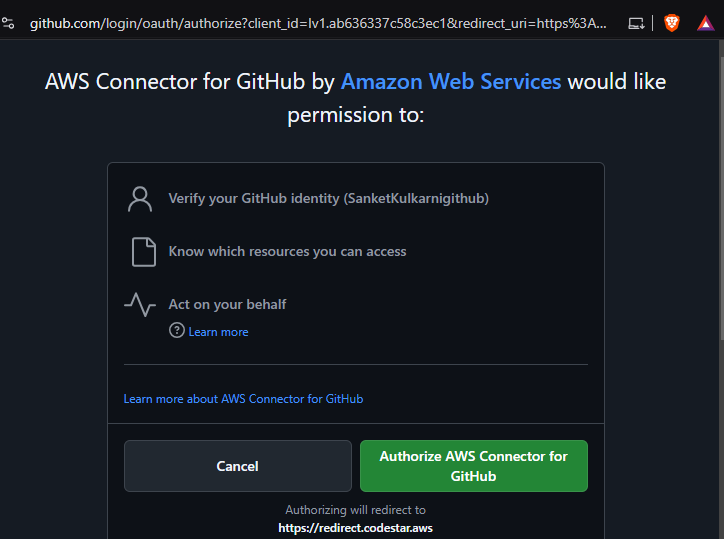 github.com/login/oauth/authorize?client_id=Iv1.ab636337c58c3ec1&redirect_uri=https%3A...
AWS Connector for GitHub by Amazon Web Services would like
permission to:
Verify your GitHub identity (SanketKulkarnigithub)
Know which resources you can access
Act on your behalf
? Learn more
Learn more about AWS Connector for GitHub
Cancel
Authorize AWS Connector for
GitHub
Authorizing will redirect to
https://redirect.codestar.aws